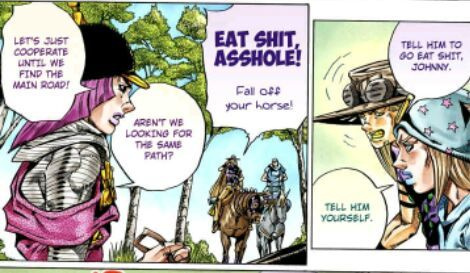 LET'S JUST
COOPERATE
UNTIL WE
FIND THE
MAIN ROAD!
AREN'T WE
LOOKING FOR
THE SAME
PATH?
EAT SHIT,
ASSHOLE!
Fall off
your horse!
TELL HIM TO
GO EAT SHIT,
JOHNNY.
TELL HIM
YOURSELF.